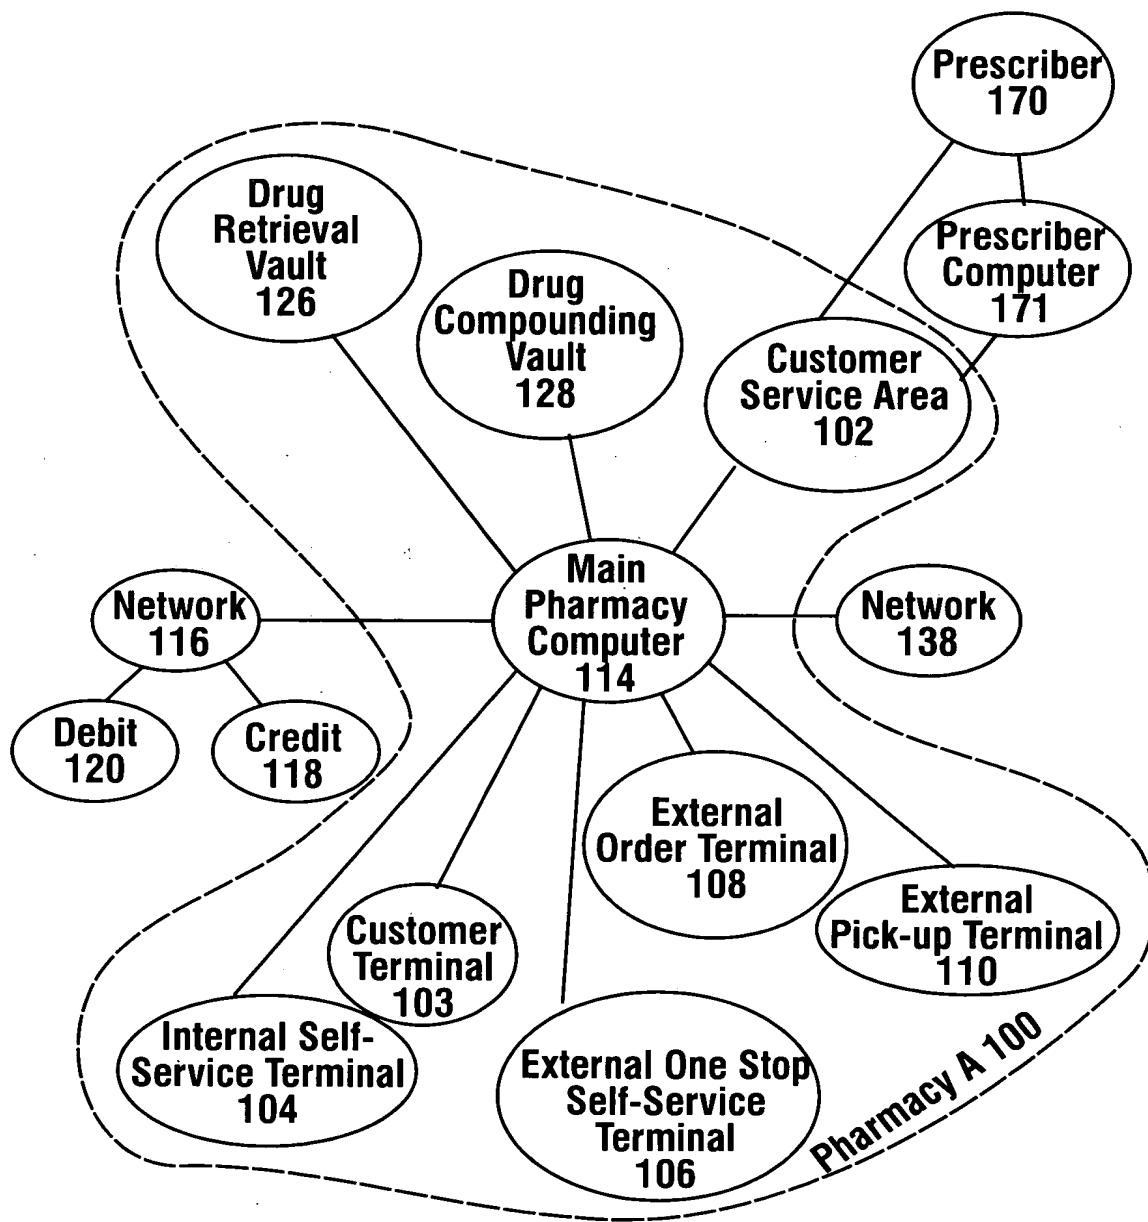 Prescriber
170
Prescriber
Computer
171
Drug
Retrieval
Vault
126
Drug
Compounding
Vault
128
Customer
Service Area
102
Main
Pharmacy
Computer
114
Network
116
Network
138
Debit
120
Credit
118
External
Order Terminal
108
External
Pick-up Terminal
110
Customer
Terminal
103
Internal Self-
Service Terminal
104
External One Stop
Self-Service
Terminal
106
Pharmacy A 100